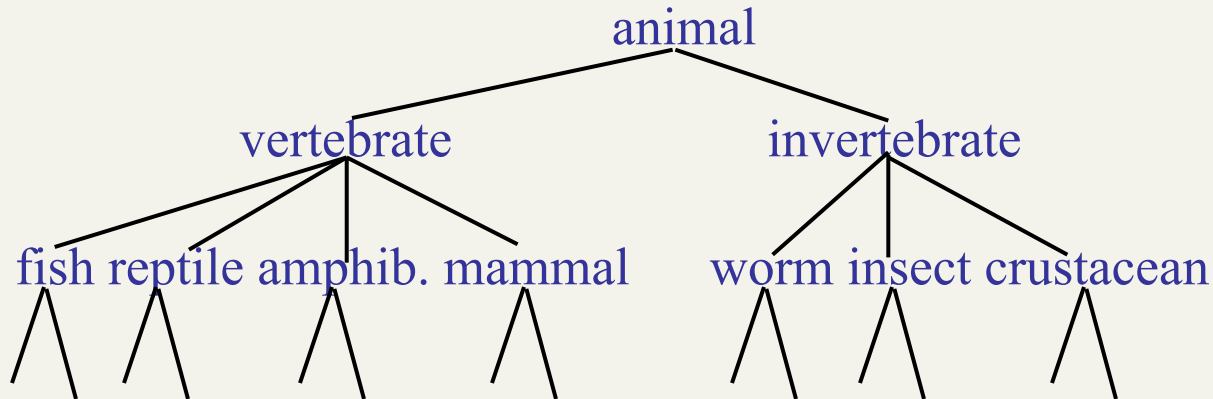 animal
vertebrate invertebrate
fish reptile amphib. mammal worm insect crustacean